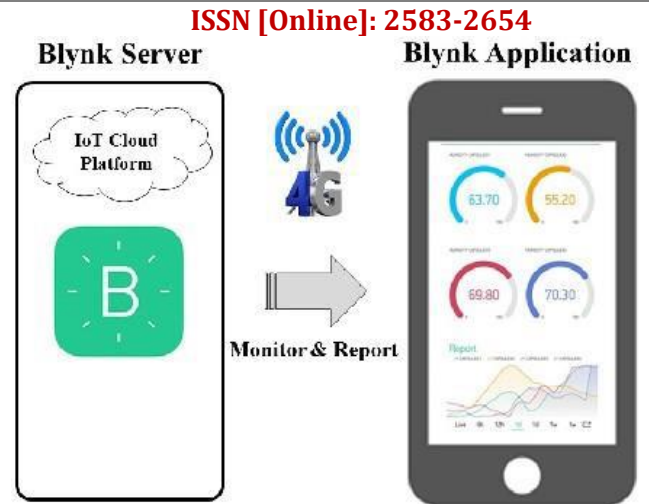 ISSN [Online]: 2583-2654
Blynk Server
Blynk Application
IoT Cloud
Platform
B
4G
Monitor & Report
63.70
55.20
69.80
70.30
Report
Live